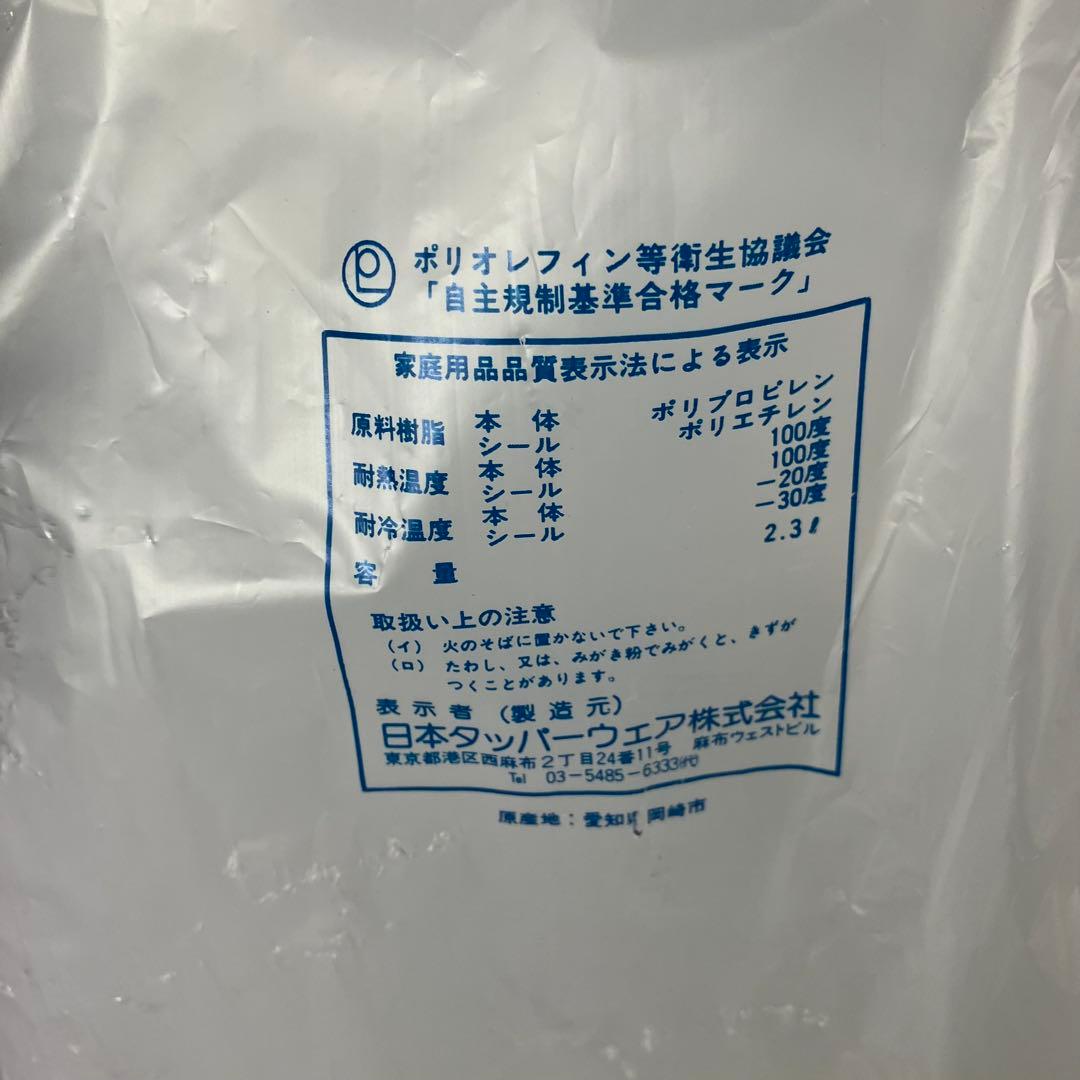 ポリオレフィン等衛生協議会
「自主規制基準合格マーク」
家庭用品品質表示法による表示
原料樹脂 本体 ポリプロピレン
シール ポリエチレン
耐熱温度 本体 100度
シール 100度
耐冷温度 本体 -20度
シール -30度
容量 2.3ℓ
取扱い上の注意
(イ) 火のそばに置かないで下さい。
(ロ) たわし、又は、みがき粉でみがくと、きずが
つくことがあります。
表示者 (製造元)
日本タッパーウエア株式会社
東京都港区西麻布2丁目24番11号 麻布ウェストビル
Tel 03-5485-6333㈹
原産地:愛知 岡崎市